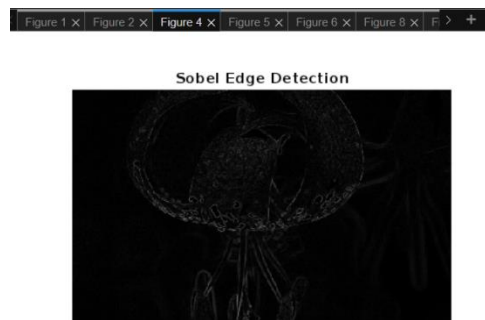 Figure 1 × Figure 2 × Figure 4 × Figure 5 × Figure 6 × Figure 8 × F > +
Sobel Edge Detection